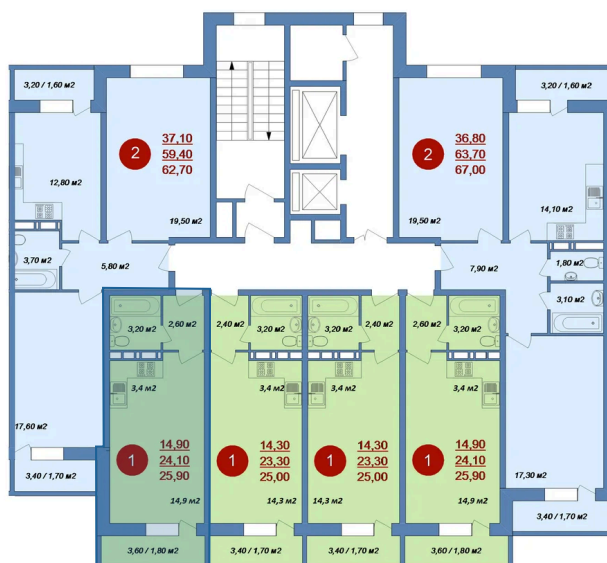 3,20 / 1,60 м2
3,20 / 1,60 м2
2
37,10
59,40
62,70
2
36,80
63,70
67,00
12,80 м2
19,50 м2
19,50 м2
14,10 м2
3,70 м2
5,80 м2
7,90 м2
1,80 м2
3,10 м2
3,20 м2
2,60 м2
2,40 м2
3,20 м2
3,20 м2
2,40 м2
2,60 м2
3,20 м2
3,4 м2
3,4 м2
3,4 м2
3,4 м2
17,60 м2
1
14,90
24,10
25,90
1
14,30
23,30
25,00
1
14,30
23,30
25,00
1
14,90
24,10
25,90
17,30 м2
14,9 м2
14,3 м2
14,3 м2
14,9 м2
3,40 / 1,70 м2
3,40 / 1,70 м2
3,60 / 1,80 м2
3,40 / 1,70 м2
3,40 / 1,70 м2
3,60 / 1,80 м2